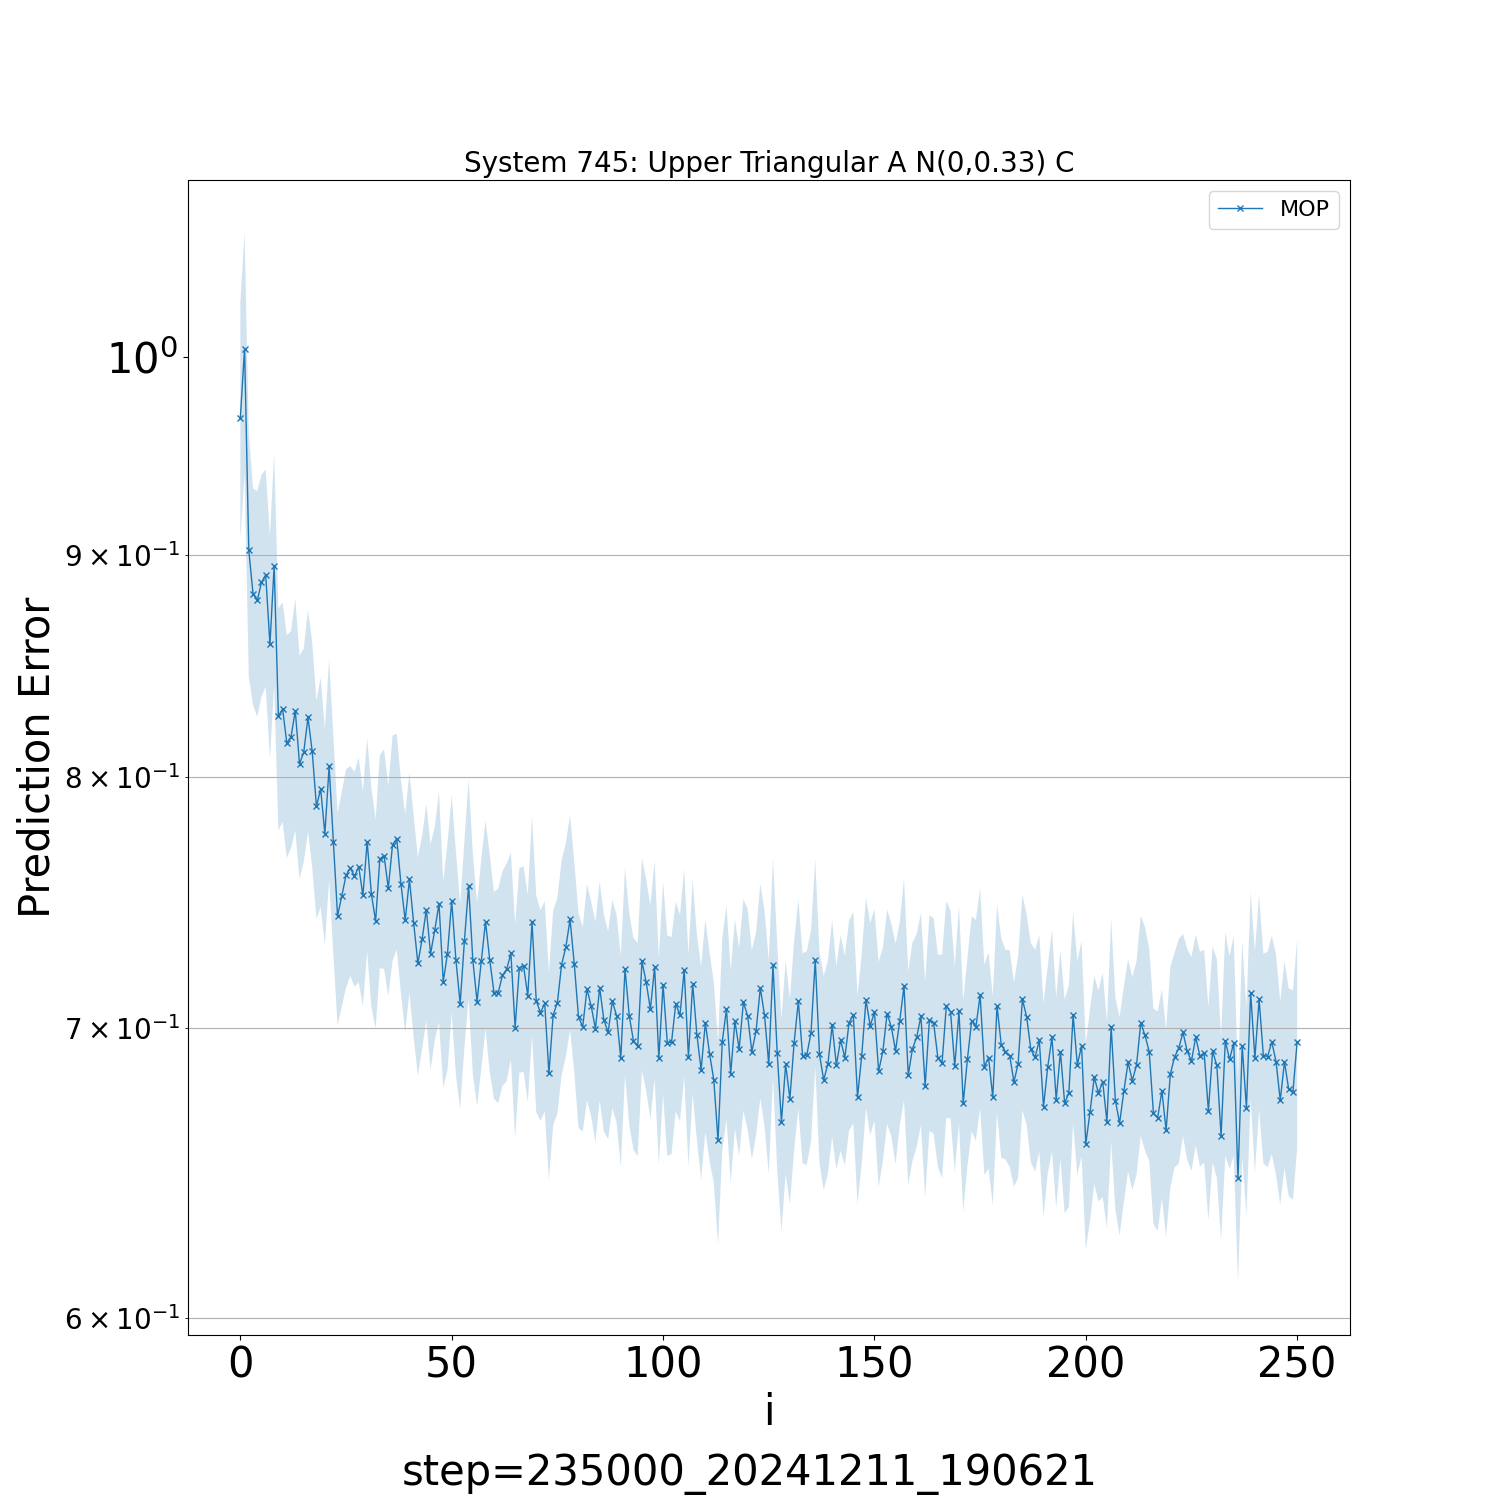 System 745: Upper Triangular A N(0,0.33) C
MOP
Prediction Error
10⁰
9 × 10⁻¹
8 × 10⁻¹
7 × 10⁻¹
6 × 10⁻¹
0 50 100 150 200 250
i
step=235000_20241211_190621